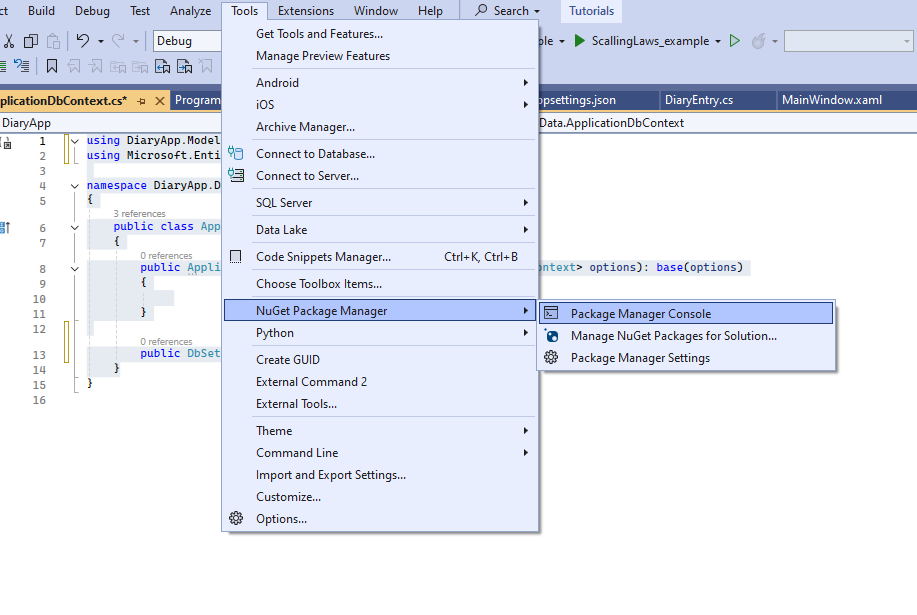 Build Debug Test Analyze Tools Extensions Window Help Search Tutorials
Debug
ScallingLaws_example
plicationDbContext.cs* Program
ppsettings.json DiaryEntry.cs MainWindow.xaml
DiaryApp
Data.ApplicationDbContext
1 using DiaryApp.Model
2 using Microsoft.Enti
3
4 namespace DiaryApp.D
5 {
3 references
6 public class App
7 {
0 references
8 public Appli ontext> options): base(options)
9 {
10
11 }
12
0 references
13 public DbSet
14 }
15 }
16
Get Tools and Features...
Manage Preview Features
Android
iOS
Archive Manager...
Connect to Database...
Connect to Server...
SQL Server
Data Lake
Code Snippets Manager... Ctrl+K, Ctrl+B
Choose Toolbox Items...
NuGet Package Manager
Python
Create GUID
External Command 2
External Tools...
Theme
Command Line
Import and Export Settings...
Customize...
Options...
Package Manager Console
Manage NuGet Packages for Solution...
Package Manager Settings